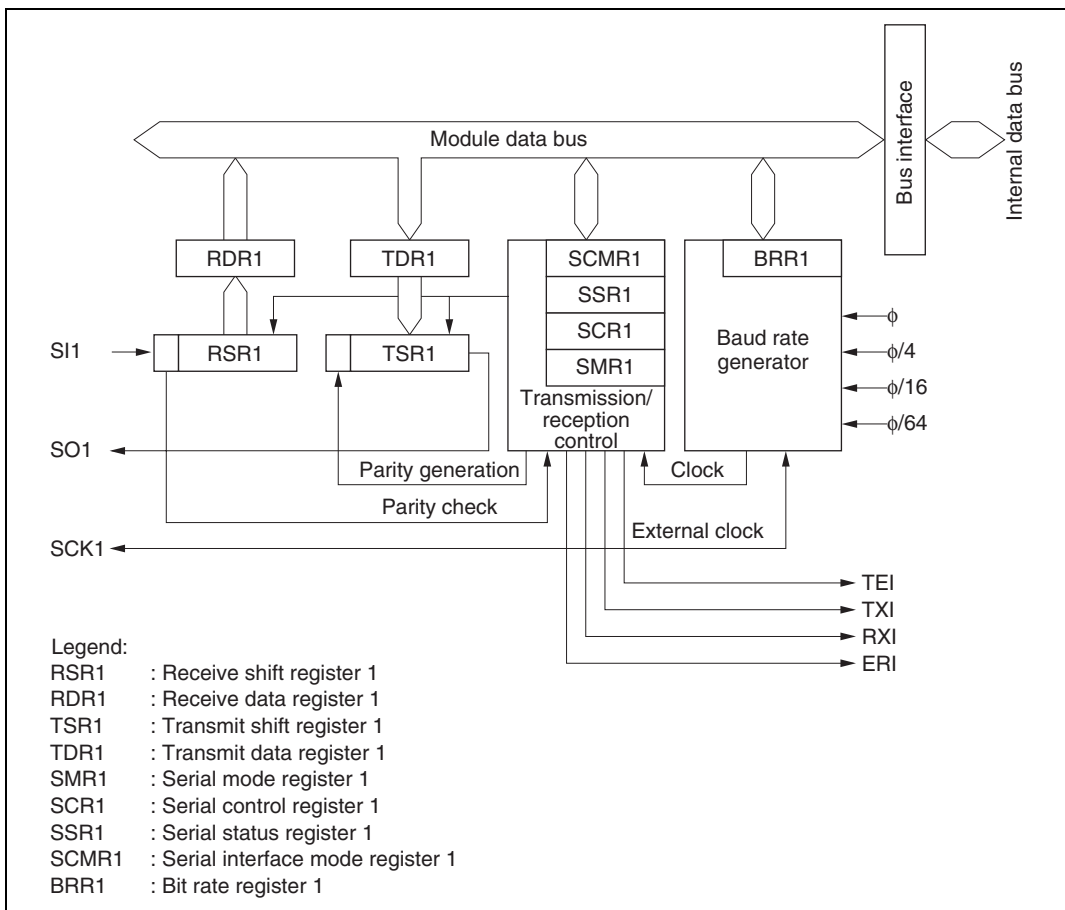 Bus interface
Internal data bus
Module data bus
RDR1
TDR1
SCMR1
BRR1
SSR1
SCR1
SMR1
SI1
RSR1
TSR1
Baud rate
generator
ϕ
ϕ/4
ϕ/16
ϕ/64
Transmission/
reception
control
SO1
Parity generation
Clock
Parity check
External clock
SCK1
TEI
TXI
RXI
ERI
Legend:
RSR1 : Receive shift register 1
RDR1 : Receive data register 1
TSR1 : Transmit shift register 1
TDR1 : Transmit data register 1
SMR1 : Serial mode register 1
SCR1 : Serial control register 1
SSR1 : Serial status register 1
SCMR1 : Serial interface mode register 1
BRR1 : Bit rate register 1